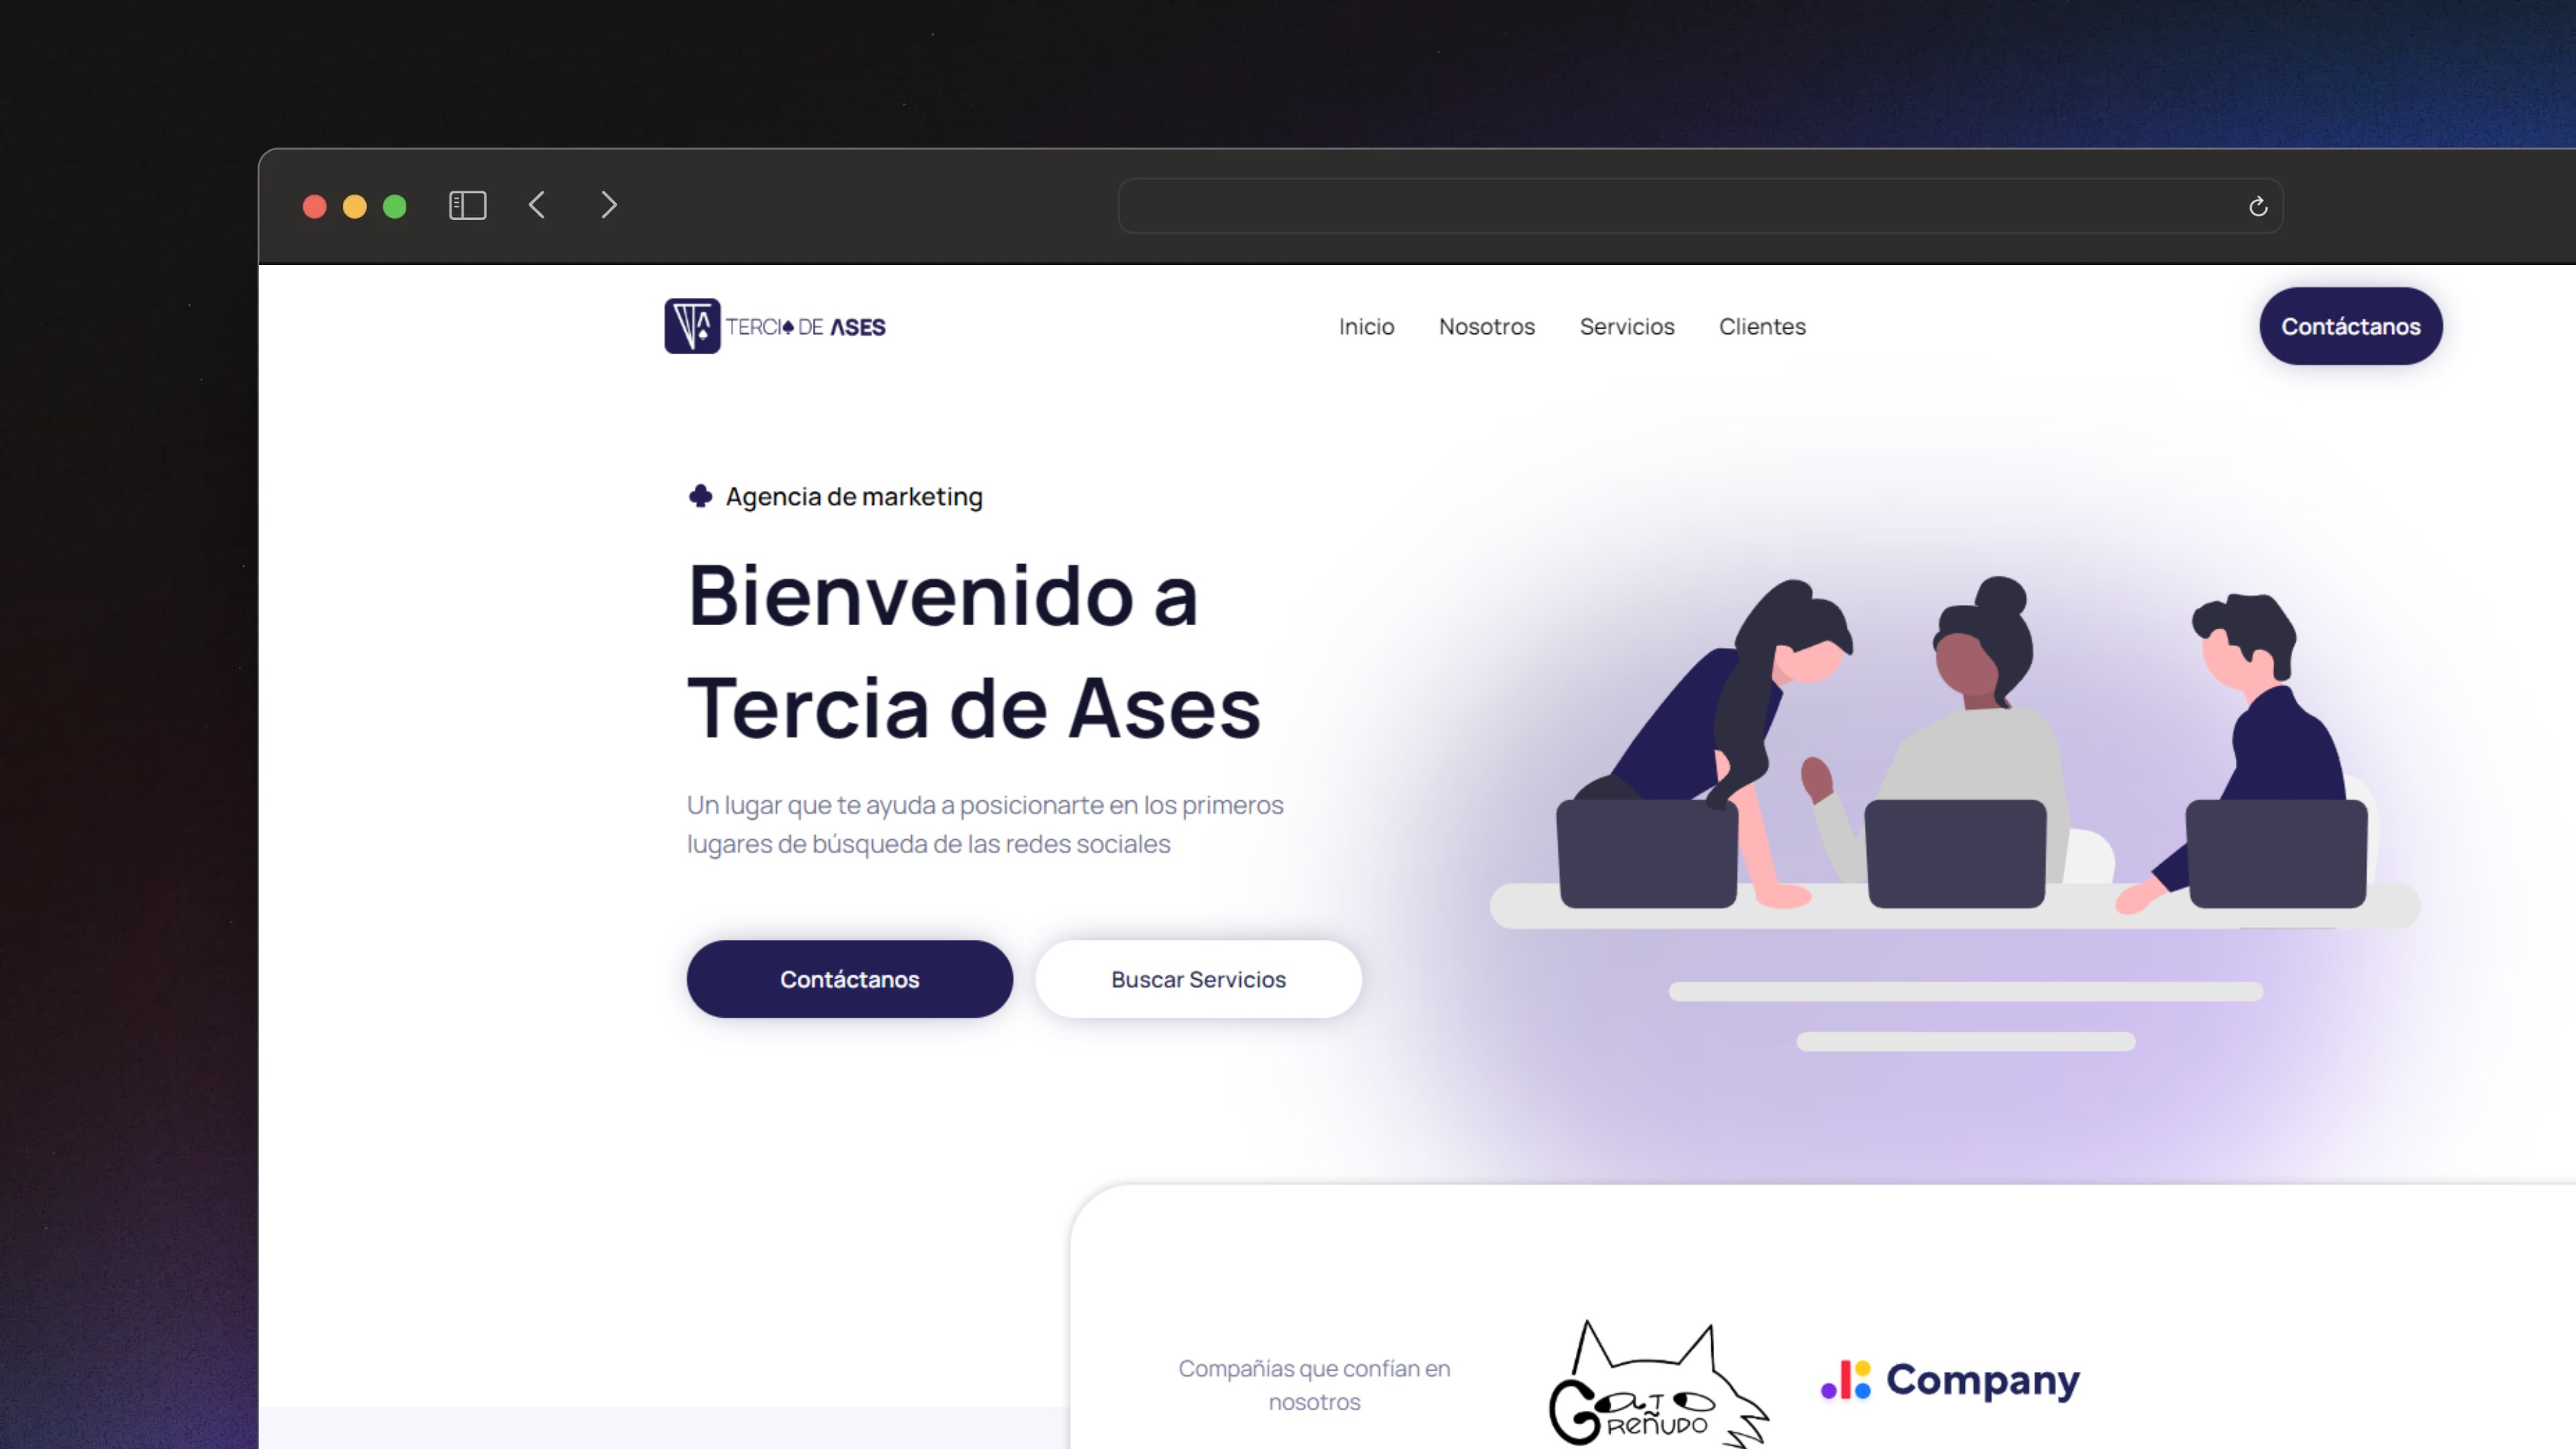 TERCIA DE ASES
Inicio
Nosotros
Servicios
Clientes
Contáctanos
Agencia de marketing
Bienvenido a
Tercia de Ases
Un lugar que te ayuda a posicionarte en los primeros
lugares de búsqueda de las redes sociales
Contáctanos
Buscar Servicios
Compañías que confían en
nosotros
Gato
Greñudo
Company